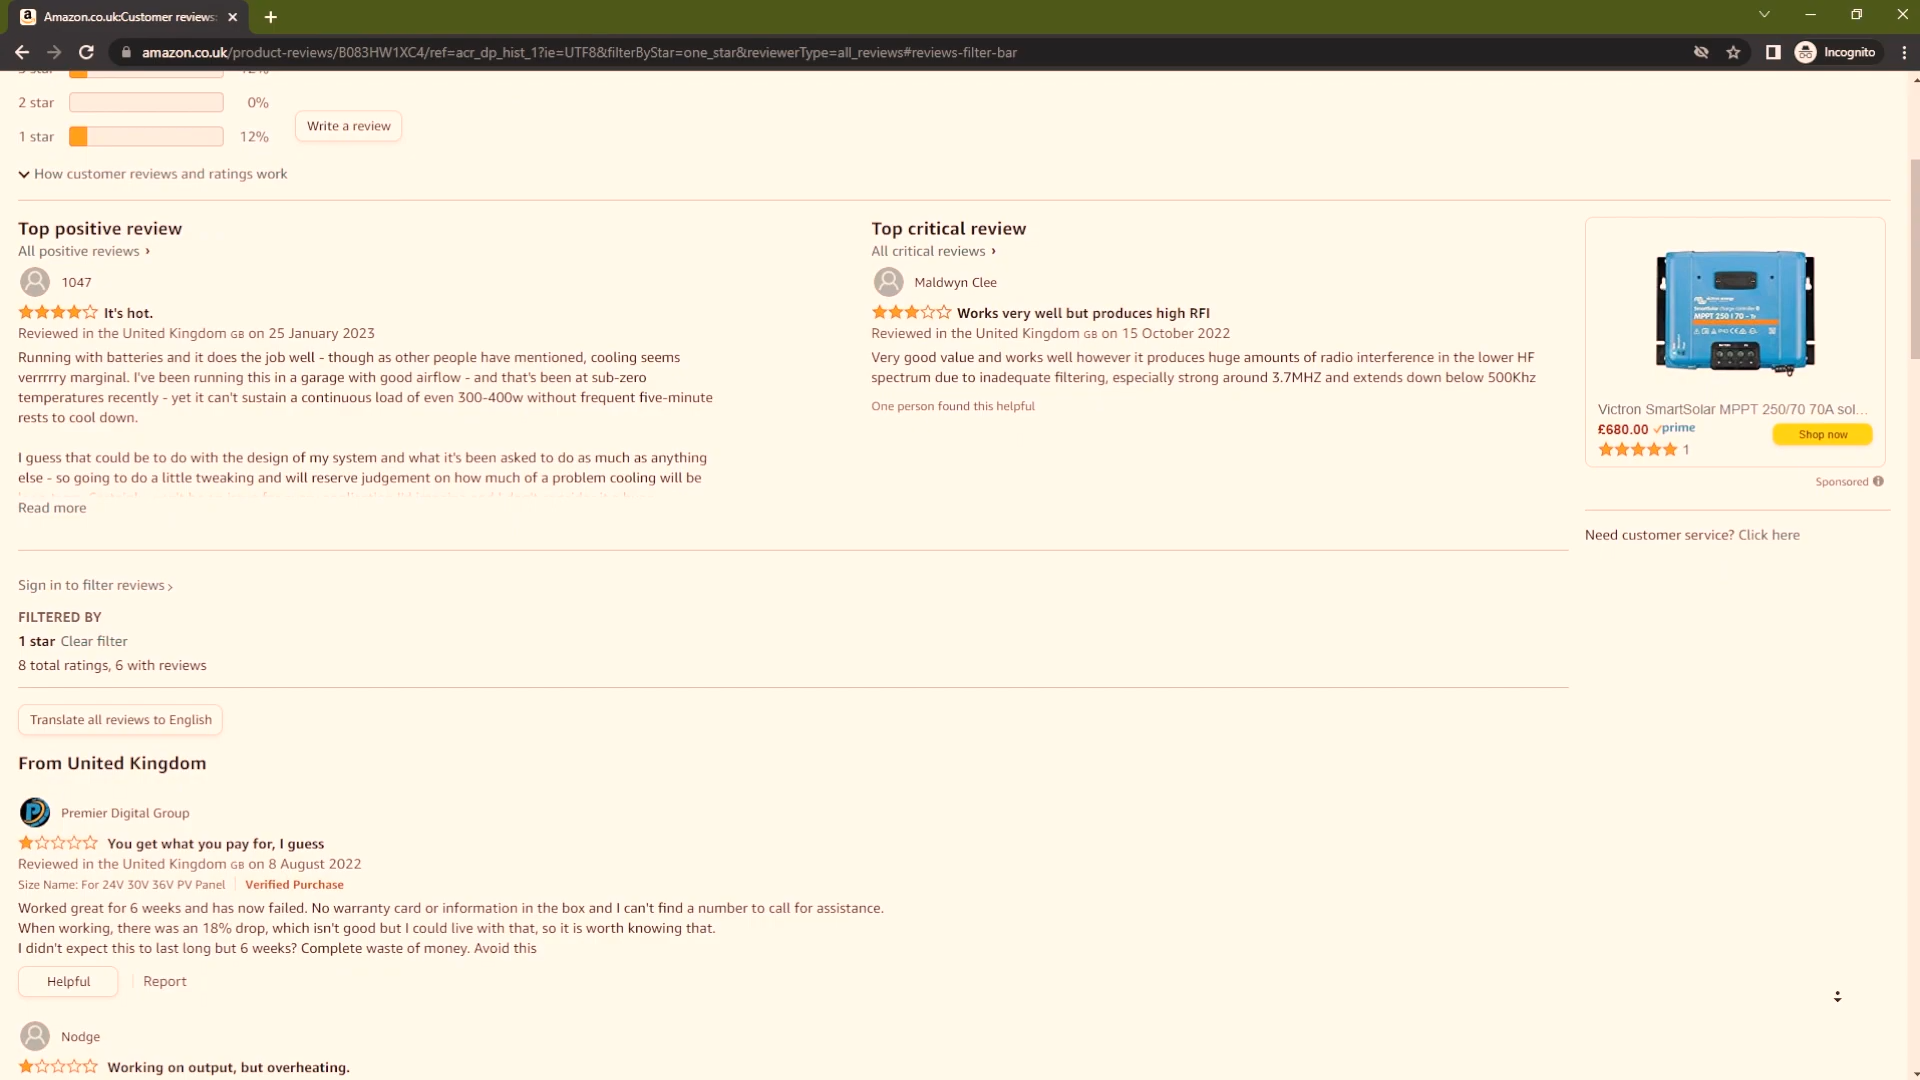 Amazon.co.uk:Customer reviews:
amazon.co.uk/product-reviews/B083HW1XC4/ref=acr_dp_hist_1?ie=UTF8&filterByStar=one_star&reviewerType=all_reviews#reviews-filter-bar
Incognito
3 star 12%
2 star 0%
1 star 12%
Write a review
How customer reviews and ratings work
Top positive review
All positive reviews ›
1047
It's hot.
Reviewed in the United Kingdom GB on 25 January 2023
Running with batteries and it does the job well - though as other people have mentioned, cooling seems
verrrrry marginal. I've been running this in a garage with good airflow - and that's been at sub-zero
temperatures recently - yet it can't sustain a continuous load of even 300-400w without frequent five-minute
rests to cool down.
I guess that could be to do with the design of my system and what it's been asked to do as much as anything
else - so going to do a little tweaking and will reserve judgement on how much of a problem cooling will be
Read more
Top critical review
All critical reviews ›
Maldwyn Clee
Works very well but produces high RFI
Reviewed in the United Kingdom GB on 15 October 2022
Very good value and works well however it produces huge amounts of radio interference in the lower HF
spectrum due to inadequate filtering, especially strong around 3.7MHZ and extends down below 500Khz
One person found this helpful
MPPT 250 | 70
Victron SmartSolar MPPT 250/70 70A sol...
£680.00 prime
Shop now
1
Sponsored
Need customer service? Click here
Sign in to filter reviews ›
FILTERED BY
1 star Clear filter
8 total ratings, 6 with reviews
Translate all reviews to English
From United Kingdom
Premier Digital Group
You get what you pay for, I guess
Reviewed in the United Kingdom GB on 8 August 2022
Size Name: For 24V 30V 36V PV Panel | Verified Purchase
Worked great for 6 weeks and has now failed. No warranty card or information in the box and I can't find a number to call for assistance.
When working, there was an 18% drop, which isn't good but I could live with that, so it is worth knowing that.
I didn't expect this to last long but 6 weeks? Complete waste of money. Avoid this
Helpful | Report
Nodge
Working on output, but overheating.